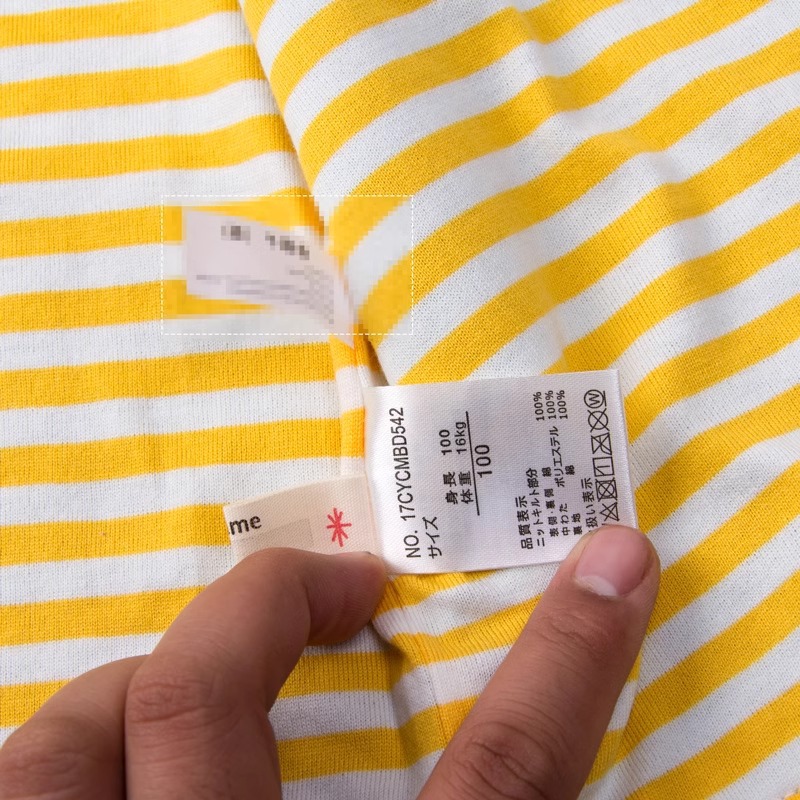 me
NO. 17CYCMBD542
サイズ
身長 100
体重 16kg
100
品質表示
ニットキルト部分
表側・裏側 綿 100%
中わた ポリエステル 100%
裏地 綿 100%
扱い表示